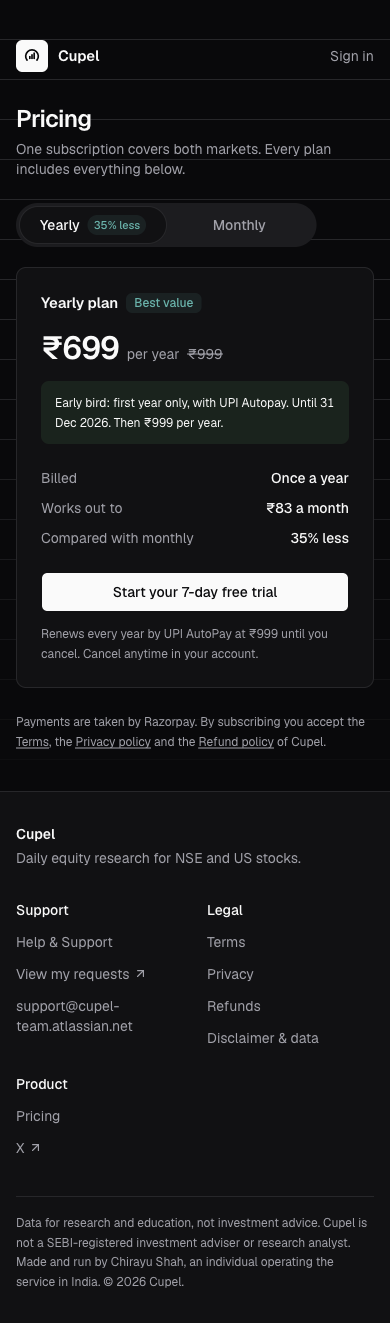 Cupel
Sign in
Pricing
One subscription covers both markets. Every plan
includes everything below.
Yearly 35% less Monthly
Yearly plan Best value
₹699 per year ₹999
Early bird: first year only, with UPI Autopay. Until 31
Dec 2026. Then ₹999 per year.
Billed Once a year
Works out to ₹83 a month
Compared with monthly 35% less
Start your 7-day free trial
Renews every year by UPI AutoPay at ₹999 until you
cancel. Cancel anytime in your account.
Payments are taken by Razorpay. By subscribing you accept the
Terms, the Privacy policy and the Refund policy of Cupel.
Cupel
Daily equity research for NSE and US stocks.
Support
Help & Support
View my requests ↗
support@cupel-
team.atlassian.net
Legal
Terms
Privacy
Refunds
Disclaimer & data
Product
Pricing
X ↗
Data for research and education, not investment advice. Cupel is
not a SEBI-registered investment adviser or research analyst.
Made and run by Chirayu Shah, an individual operating the
service in India. © 2026 Cupel.